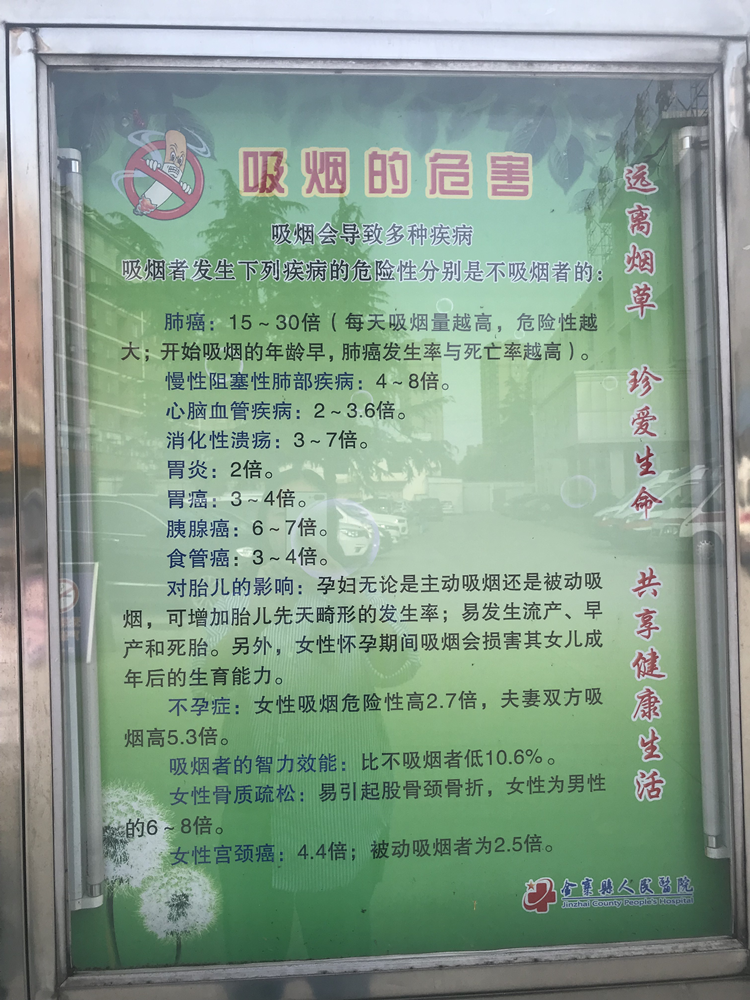 吸烟的危害
吸烟会导致多种疾病
吸烟者发生下列疾病的危险性分别是不吸烟者的：
肺癌：15～30倍（每天吸烟量越高，危险性越
大；开始吸烟的年龄早，肺癌发生率与死亡率越高）。
慢性阻塞性肺部疾病：4～8倍。
心脑血管疾病：2～3.6倍。
消化性溃疡：3～7倍。
胃炎：2倍。
胃癌：3～4倍。
胰腺癌：6～7倍。
食管癌：3～4倍。
对胎儿的影响：孕妇无论是主动吸烟还是被动吸
烟，可增加胎儿先天畸形的发生率；易发生流产、早
产和死胎。另外，女性怀孕期间吸烟会损害其女儿成
年后的生育能力。
不孕症：女性吸烟危险性高2.7倍，夫妻双方吸
烟高5.3倍。
吸烟者的智力效能：比不吸烟者低10.6%。
女性骨质疏松：易引起股骨颈骨折，女性为男性
的6～8倍。
女性宫颈癌：4.4倍；被动吸烟者为2.5倍。
远离烟草 珍爱生命 共享健康生活
金寨縣人民醫院
Jinzhai County People's Hospital